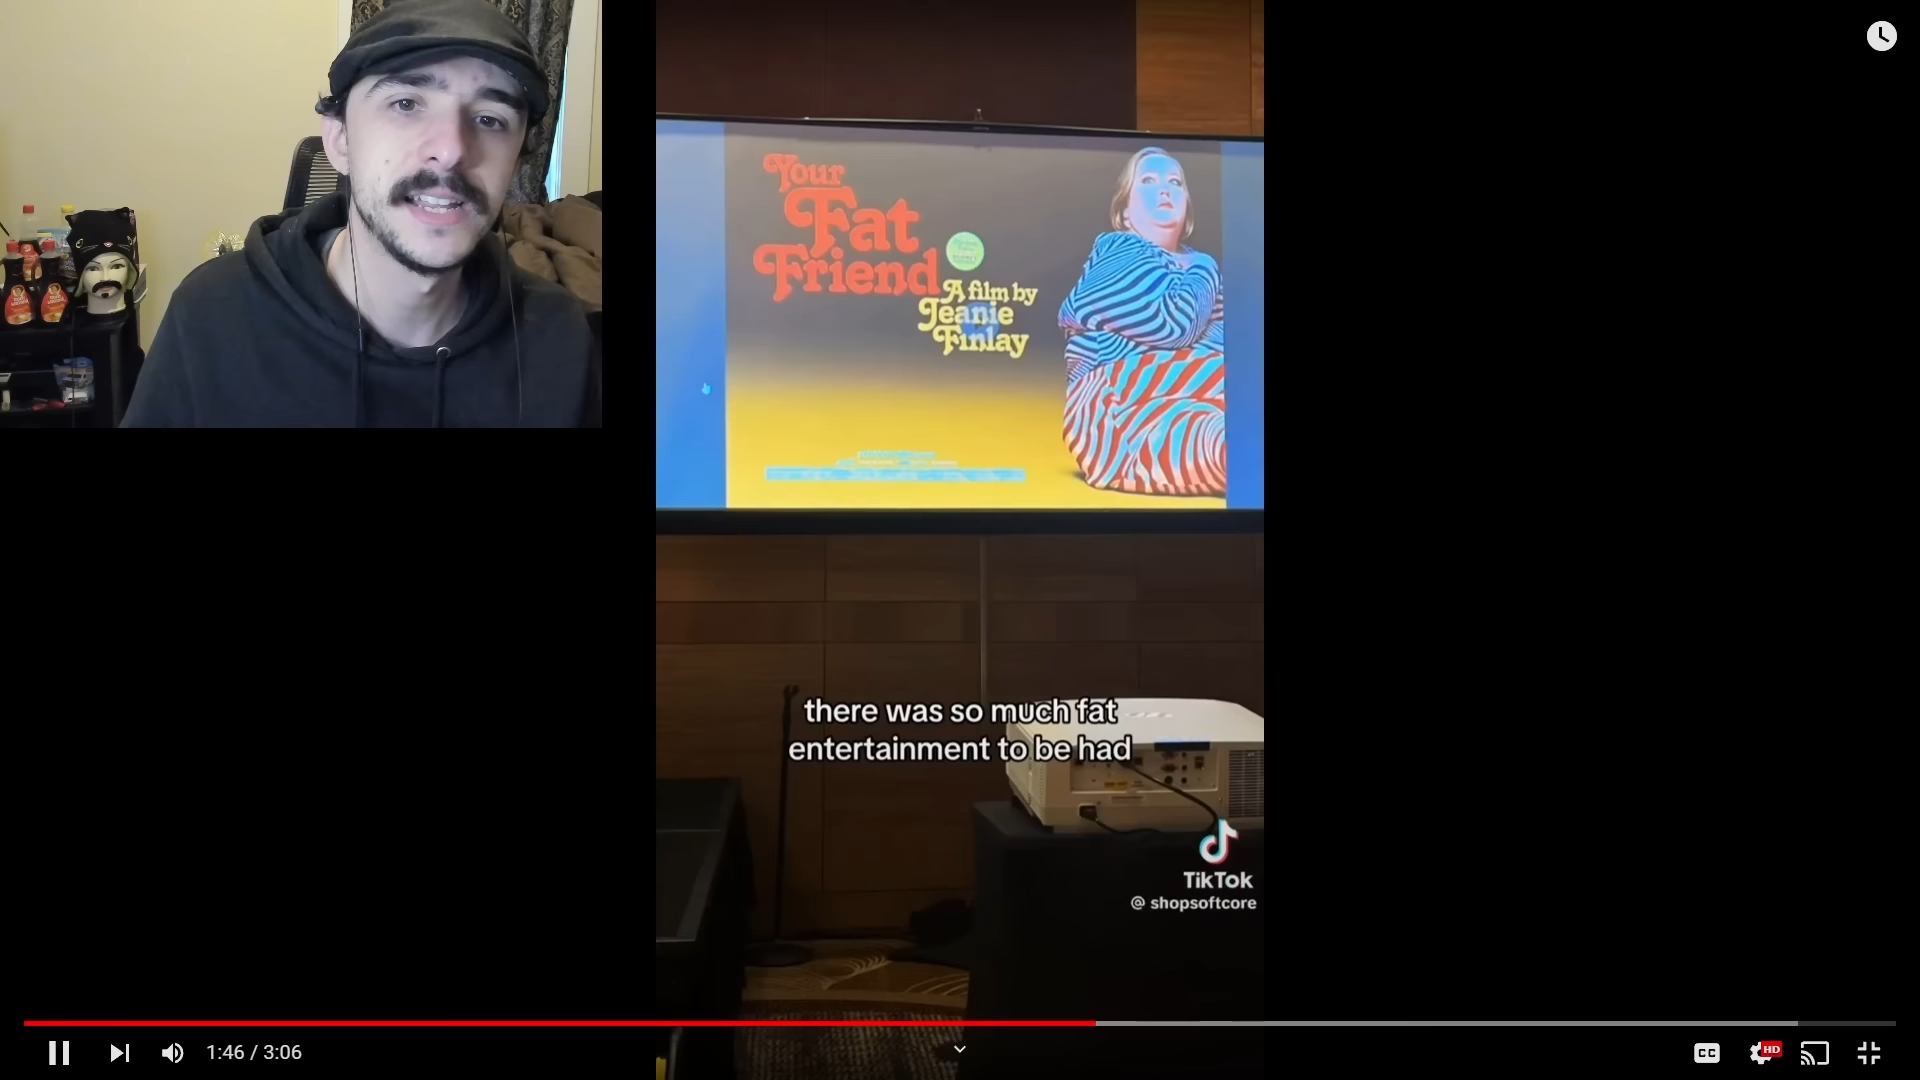 Your
Fat
Friend
A film by
Jeanie
Finlay
there was so much fat
entertainment to be had
TikTok
@ shopsoftcore
1:46 / 3:06
CC
HD